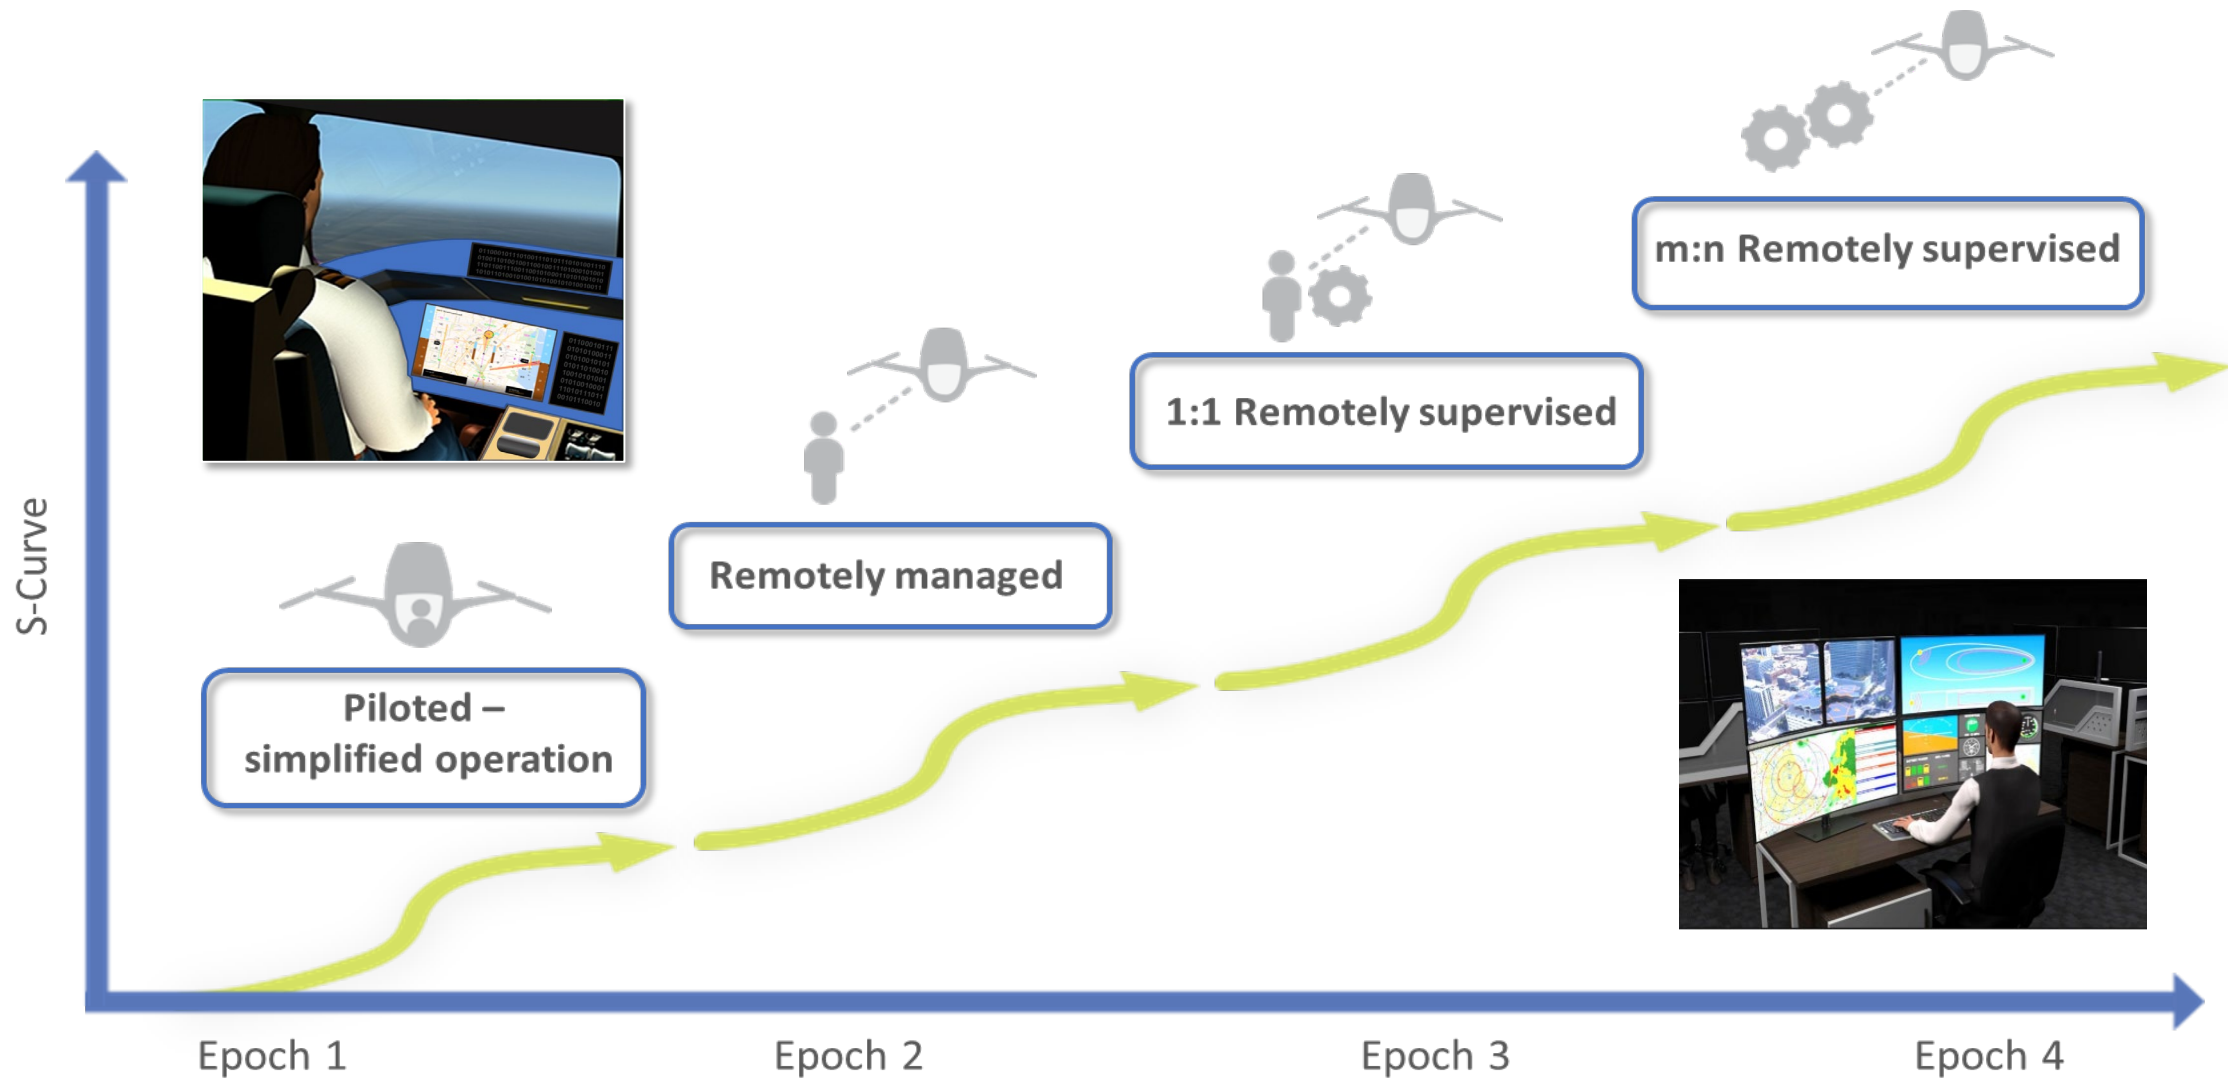 S-Curve
Piloted –
simplified operation
Remotely managed
1:1 Remotely supervised
m:n Remotely supervised
Epoch 1
Epoch 2
Epoch 3
Epoch 4